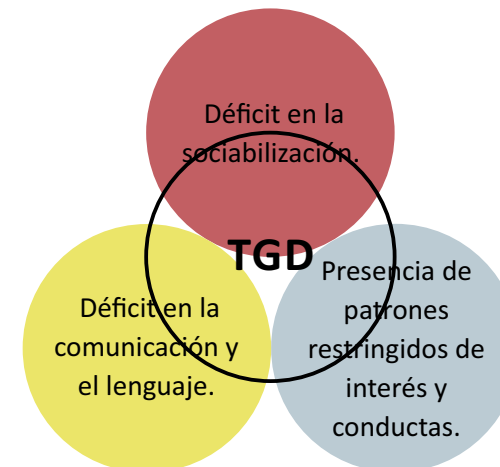 Déficit en la
sociabilización.
TGD
Déficit en la
comunicación y
el lenguaje.
Presencia de
patrones
restringidos de
interés y
conductas.